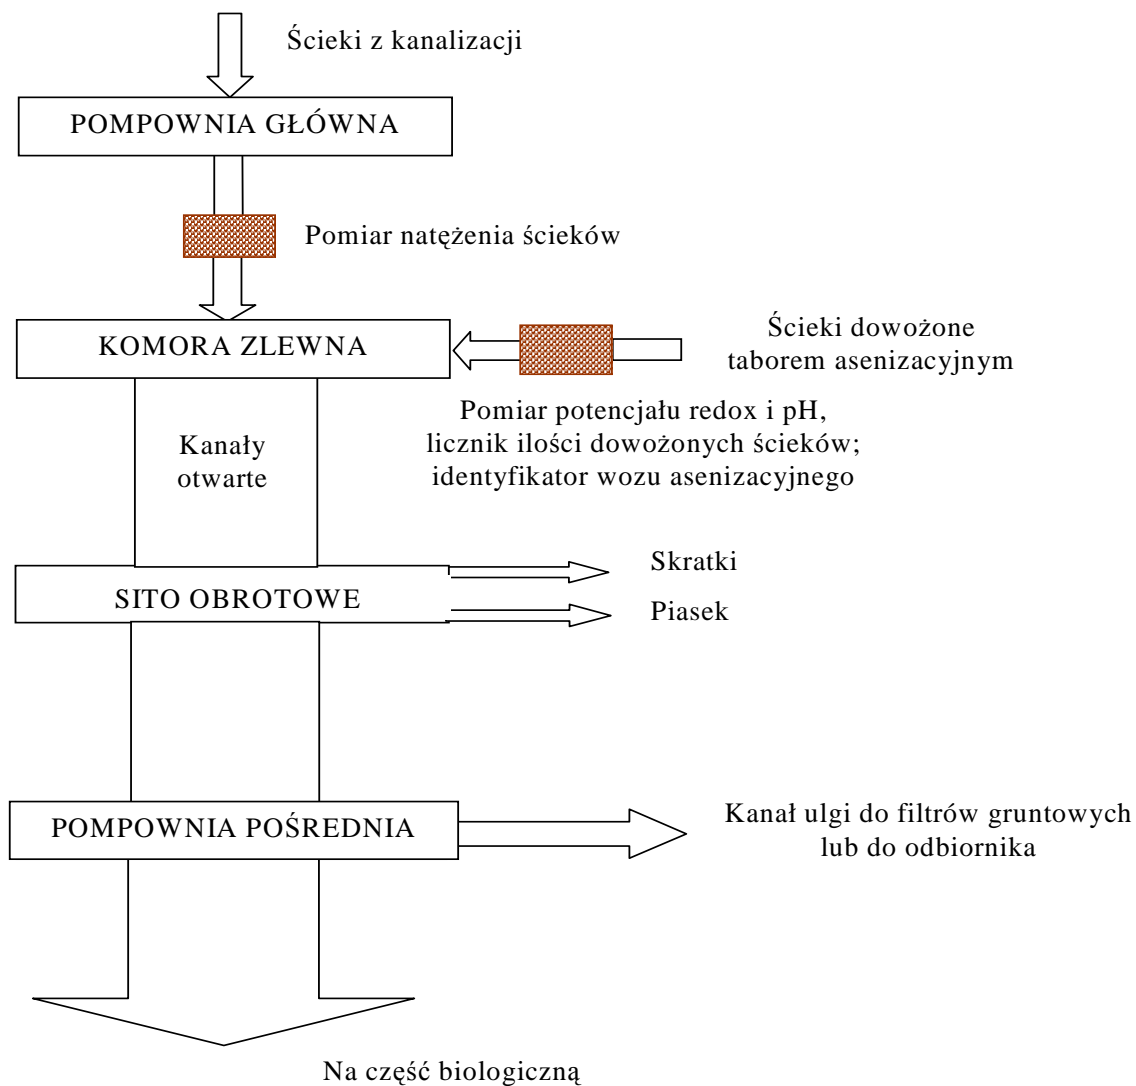 Ścieki z kanalizacji
POMPOWNIA GŁÓWNA
Pomiar natężenia ścieków
KOMORA ZLEWNA
Ścieki dowożone
taborem asenizacyjnym
Pomiar potencjału redox i pH,
licznik ilości dowożonych ścieków;
identyfikator wozu asenizacyjnego
Kanały
otwarte
SITO OBROTOWE
Skratki
Piasek
POMPOWNIA POŚREDNIA
Kanał ulgi do filtrów gruntowych
lub do odbiornika
Na część biologiczną